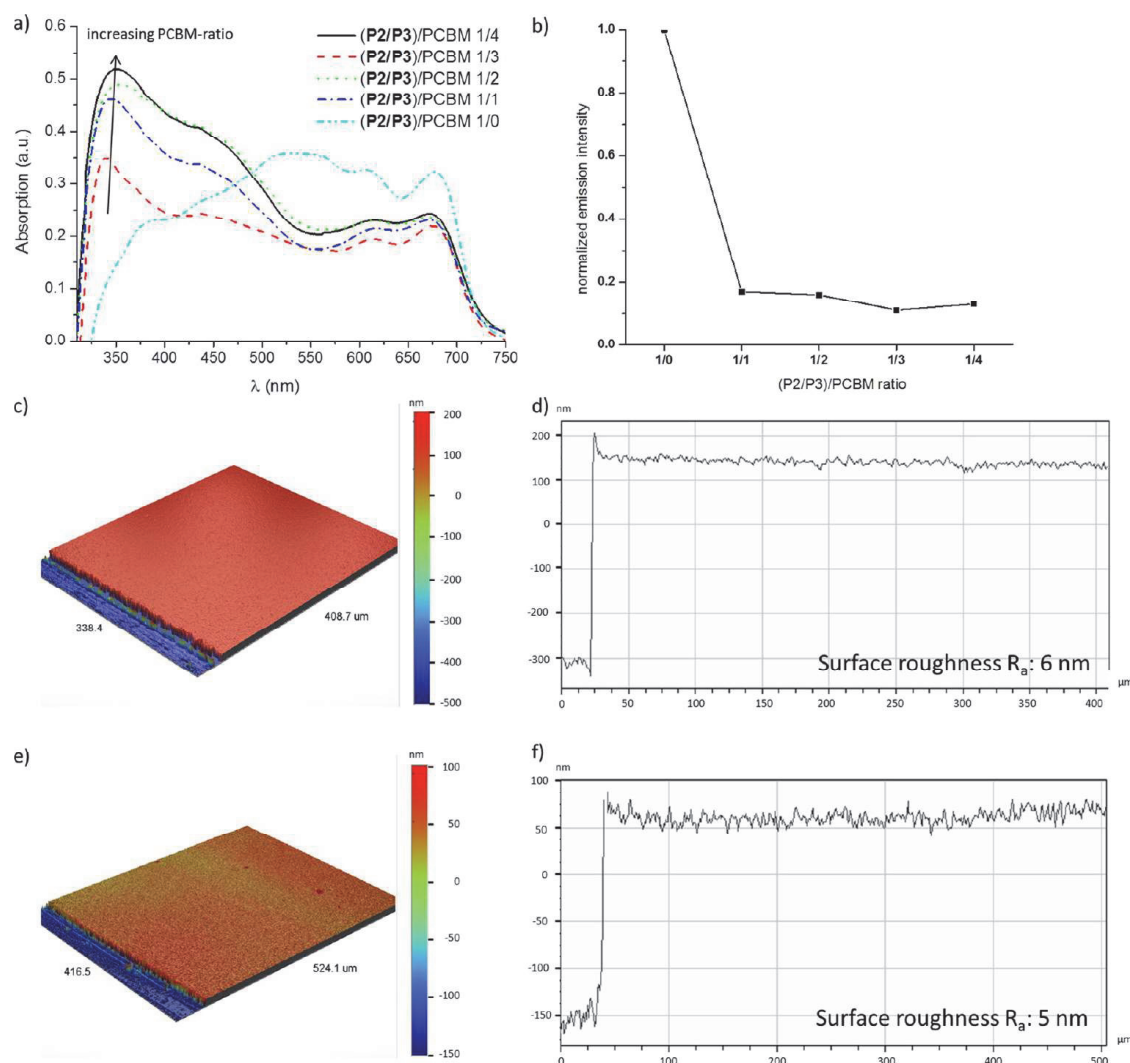 a)
increasing PCBM-ratio
(P2/P3)/PCBM 1/4
(P2/P3)/PCBM 1/3
(P2/P3)/PCBM 1/2
(P2/P3)/PCBM 1/1
(P2/P3)/PCBM 1/0
Absorption (a.u.)
0.6
0.5
0.4
0.3
0.2
0.1
0.0
350 400 450 500 550 600 650 700 750
λ (nm)
b)
normalized emission intensity
1.0
0.8
0.6
0.4
0.2
0.0
1/0 1/1 1/2 1/3 1/4
(P2/P3)/PCBM ratio
c)
nm
200
100
0
-100
-200
-300
-400
-500
338.4
408.7 um
d)
nm
200
100
0
-100
-200
-300
0 50 100 150 200 250 300 350 400
µm
Surface roughness Ra: 6 nm
e)
nm
100
50
0
-50
-100
-150
416.5
524.1 um
f)
nm
100
50
0
-50
-100
-150
0 100 200 300 400 500
µm
Surface roughness Ra: 5 nm